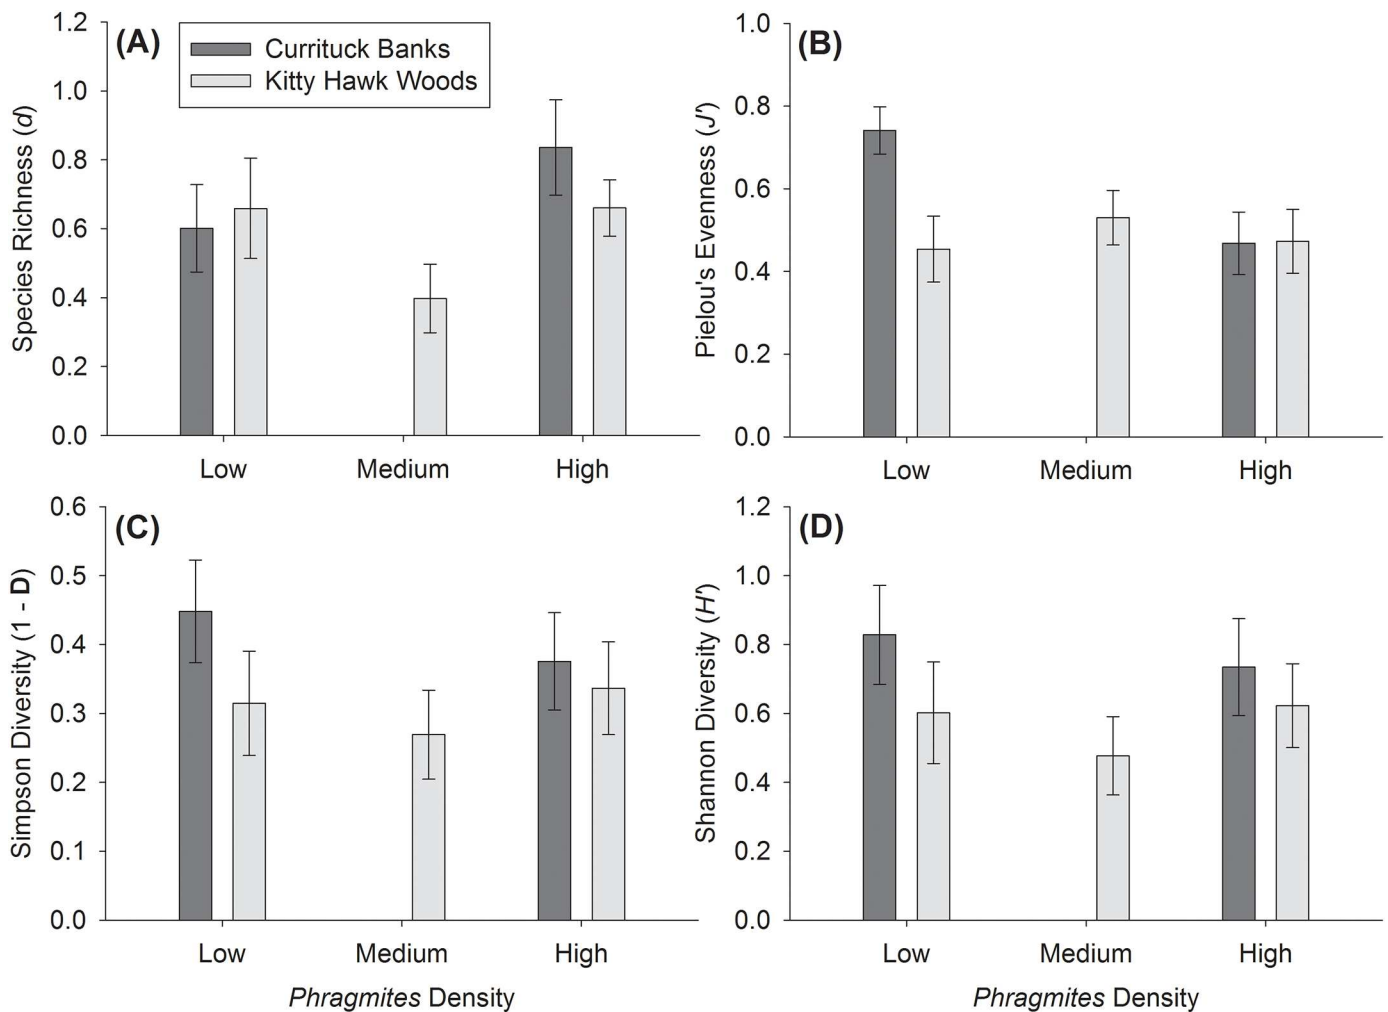 (A)
Currituck Banks
Kitty Hawk Woods
Species Richness (d)
1.2
1.0
0.8
0.6
0.4
0.2
0.0
Low Medium High
(B)
Pielou's Evenness (J')
1.0
0.8
0.6
0.4
0.2
0.0
Low Medium High
(C)
Simpson Diversity (1 - D)
0.6
0.5
0.4
0.3
0.2
0.1
0.0
Low Medium High
Phragmites Density
(D)
Shannon Diversity (H')
1.2
1.0
0.8
0.6
0.4
0.2
0.0
Low Medium High
Phragmites Density